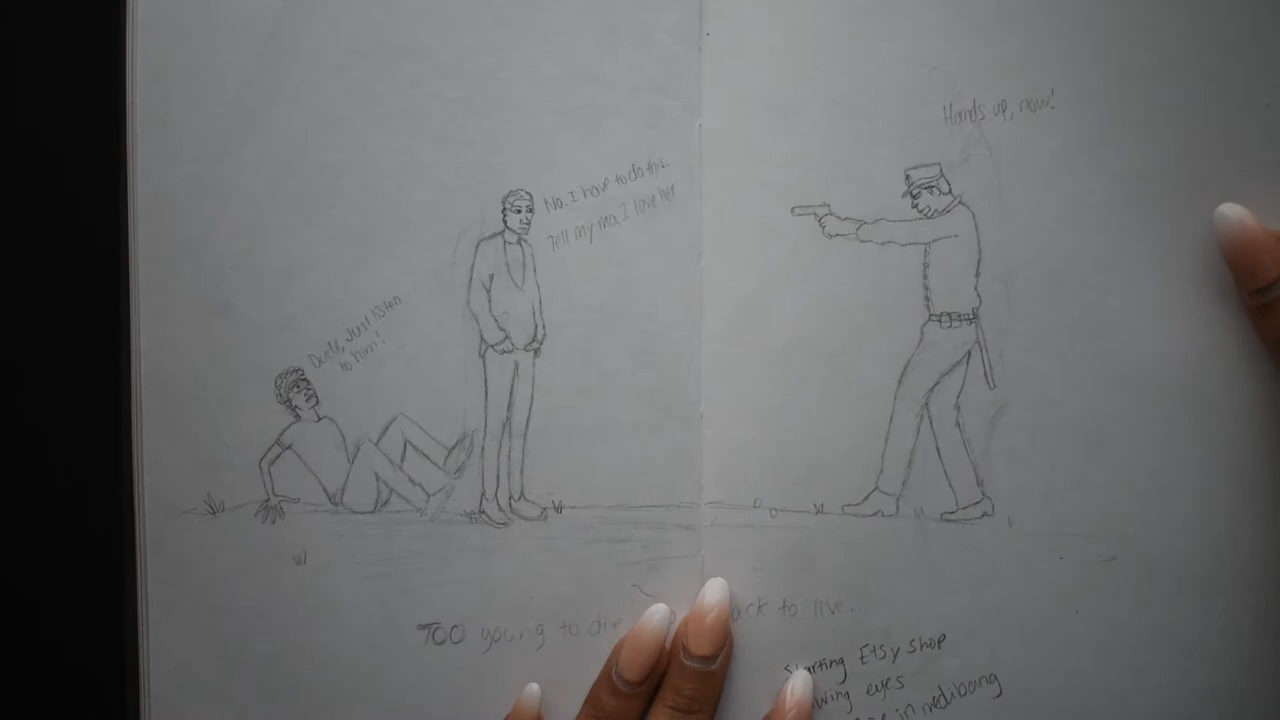 Hands up, now!
No. I have to do this.
Tell my ma, I love her
Dude, Just listen
to him!
TOO young to die ack to live...
Starting Etsy shop
wing eyes
in medibang